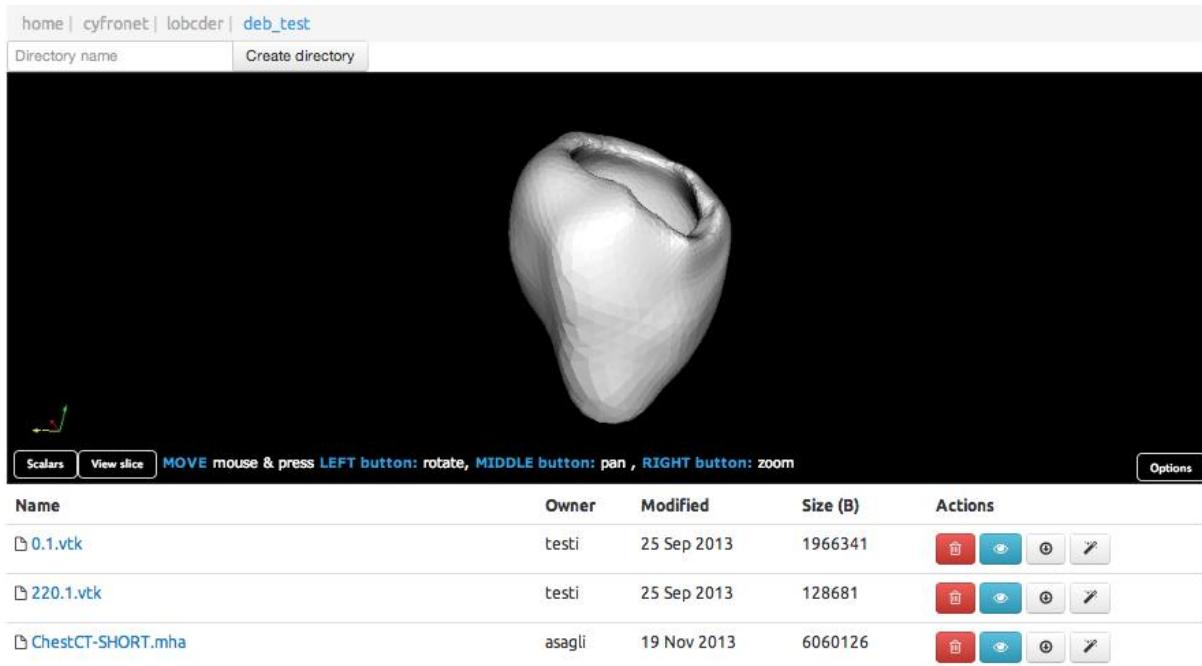 home | cyfronet | lobcder | deb_test
Directory name Create directory
Scalars View slice MOVE mouse & press LEFT button: rotate, MIDDLE button: pan , RIGHT button: zoom Options
Name Owner Modified Size (B) Actions
0.1.vtk testi 25 Sep 2013 1966341
220.1.vtk testi 25 Sep 2013 128681
ChestCT-SHORT.mha asagli 19 Nov 2013 6060126